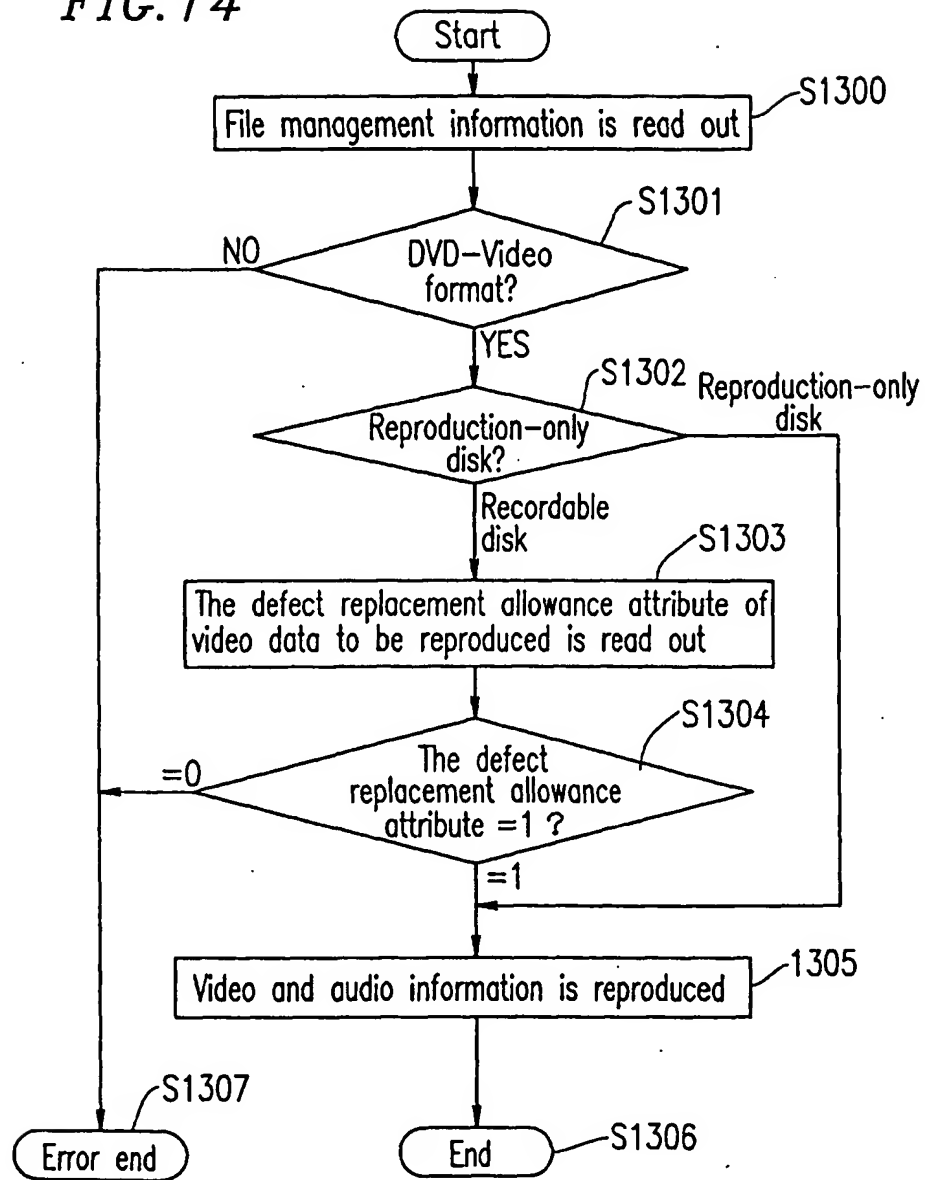 FIG. 14
Start
S1300
File management information is read out
S1301
NO
DVD-Video
format?
YES
S1302
Reproduction-only
disk
Reproduction-only
disk?
Recordable
disk
S1303
The defect replacement allowance attribute of
video data to be reproduced is read out
S1304
=0
The defect
replacement allowance
attribute =1 ?
=1
1305
Video and audio information is reproduced
S1307
Error end
S1306
End